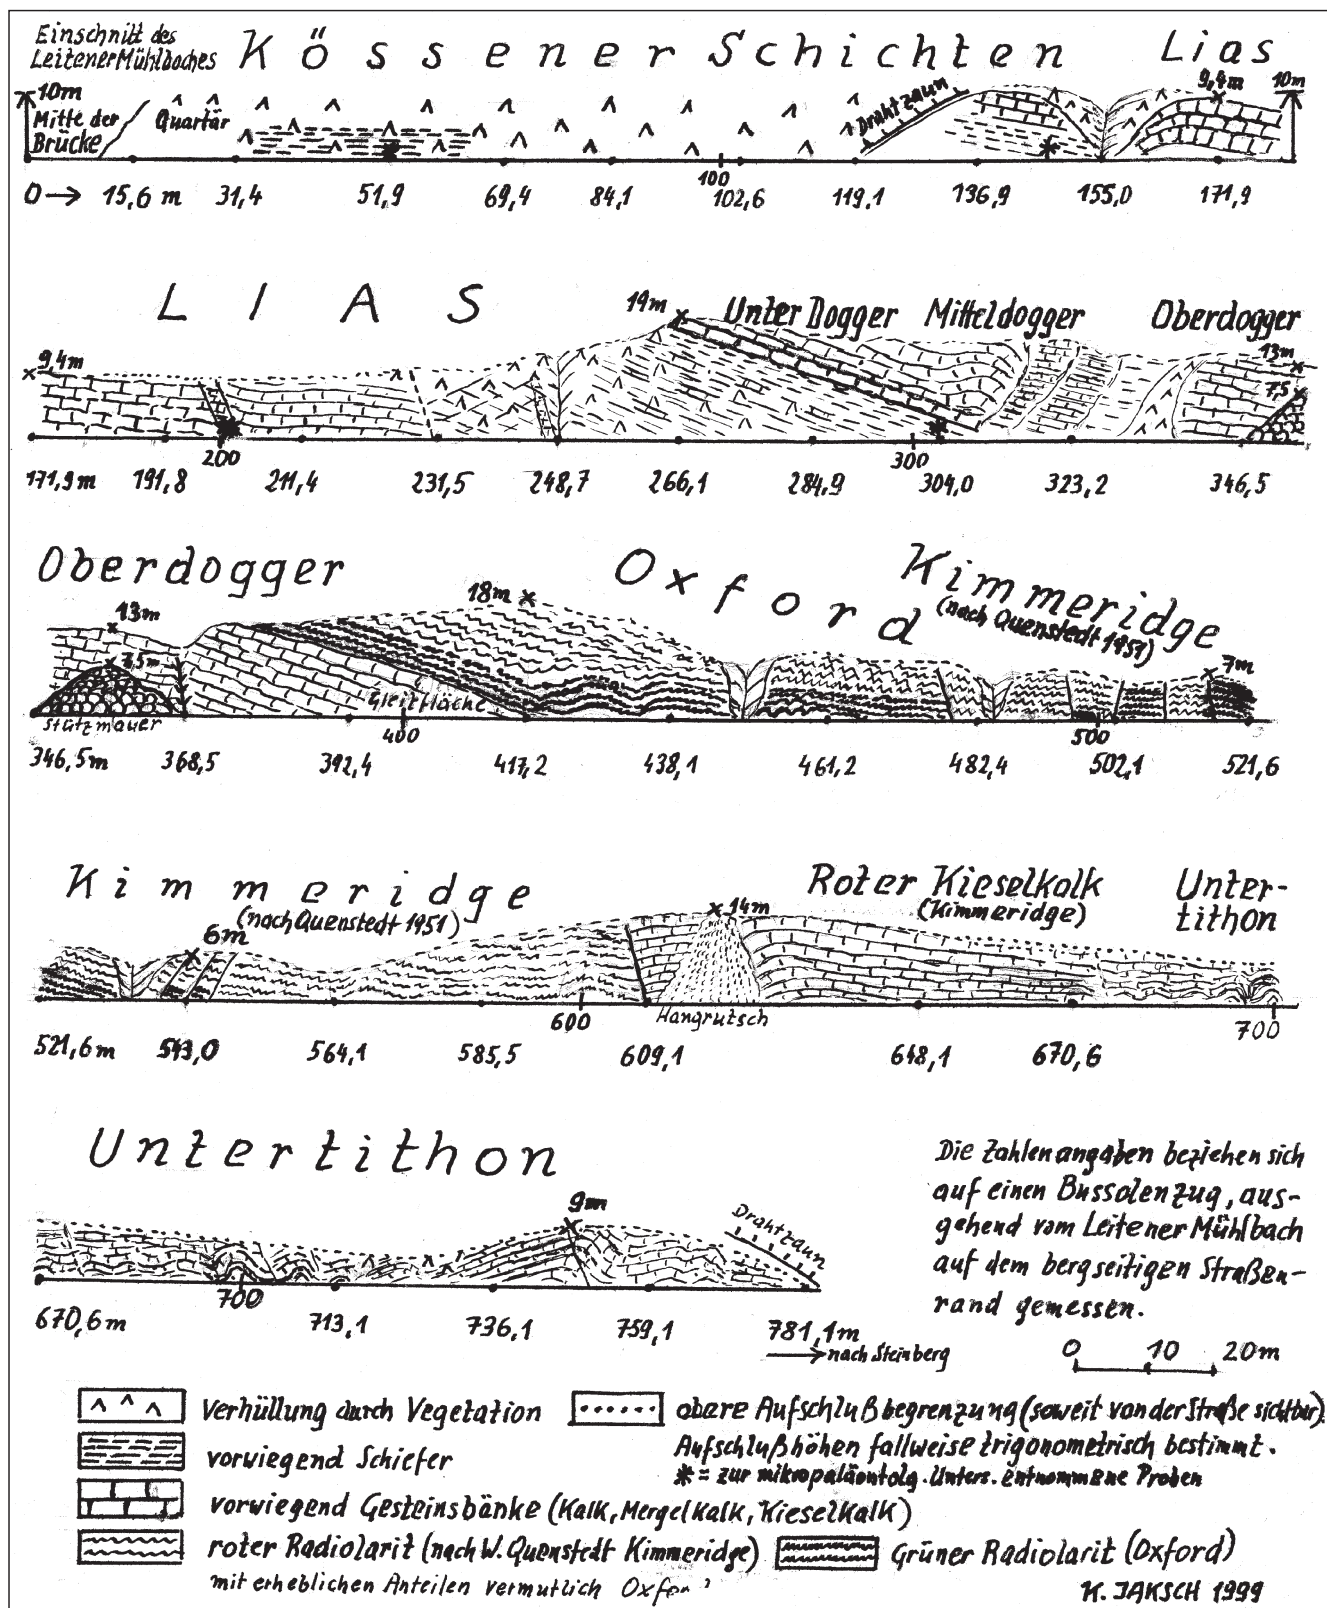 Einschnitt des
Leitener Mühlbaches
Kössener Schichten
Lias
10m
Mitte der
Brücke
Quartär
Drahtzaun
9,4m
10m
100
0 → 15,6 m 31,4 51,9 69,4 84,1 102,6 119,1 136,9 155,0 171,9
LIAS
19m
Unter Dogger
Mitteldogger
Oberdogger
9,4m
13m
7,5
200
300
171,9m 191,8 211,4 231,5 248,7 266,1 284,9 304,0 323,2 346,5
Oberdogger
Oxford
Kimmeridge
(nach Quenstedt 1951)
13m
18m
7m
7,5m
Gleitfläche
Stützmauer
400
500
346,5m 368,5 392,4 417,2 438,1 461,2 482,4 502,1 521,6
Kimmeridge
(nach Quenstedt 1951)
Roter Kieselkalk
(Kimmeridge)
Unter-
tithon
6m
14m
600
Hangrutsch
700
521,6m 543,0 564,1 585,5 609,1 648,1 670,6
Untertithon
9m
Drahtzaun
700
670,6m 713,1 736,1 759,1 781,1m
→ nach Steinberg
Die Zahlenangaben beziehen sich
auf einen Bussolenzug, aus-
gehend vom Leitener Mühlbach
auf dem bergseitigen Straßen-
rand gemessen.
0 10 20m
Verhüllung durch Vegetation
obere Aufschlußbegrenzung (soweit von der Straße sichtbar)
Aufschlußhöhen fallweise trigonometrisch bestimmt.
* = zur mikropaläontolg. Unters. entnommene Proben
vorwiegend Schiefer
vorwiegend Gesteinsbänke (Kalk, Mergelkalk, Kieselkalk)
roter Radiolarit (nach W. Quenstedt Kimmeridge)
Grüner Radiolarit (Oxford)
mit erheblichen Anteilen vermutlich
K. JAKSCH 1999